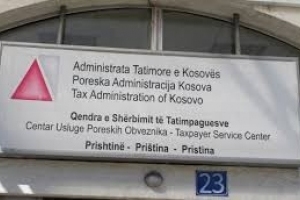 Administrata Tatimore e Kosovës
Poreska Administracija Kosova
Tax Administration of Kosovo
Qendra e Shërbimit të Tatimpaguesve
Centar Usluge Poreskih Obveznika - Taxpayer Service Center
Prishtinë - Priština - Pristina
23